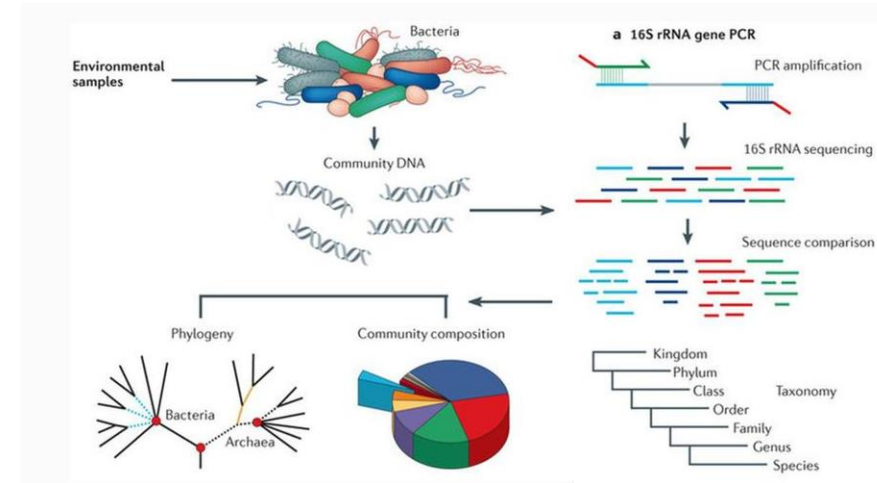 Environmental
samples
Bacteria
Community DNA
a 16S rRNA gene PCR
PCR amplification
16S rRNA sequencing
Sequence comparison
Phylogeny
Bacteria
Archaea
Community composition
Kingdom
Phylum
Class
Order
Family
Genus
Species
Taxonomy